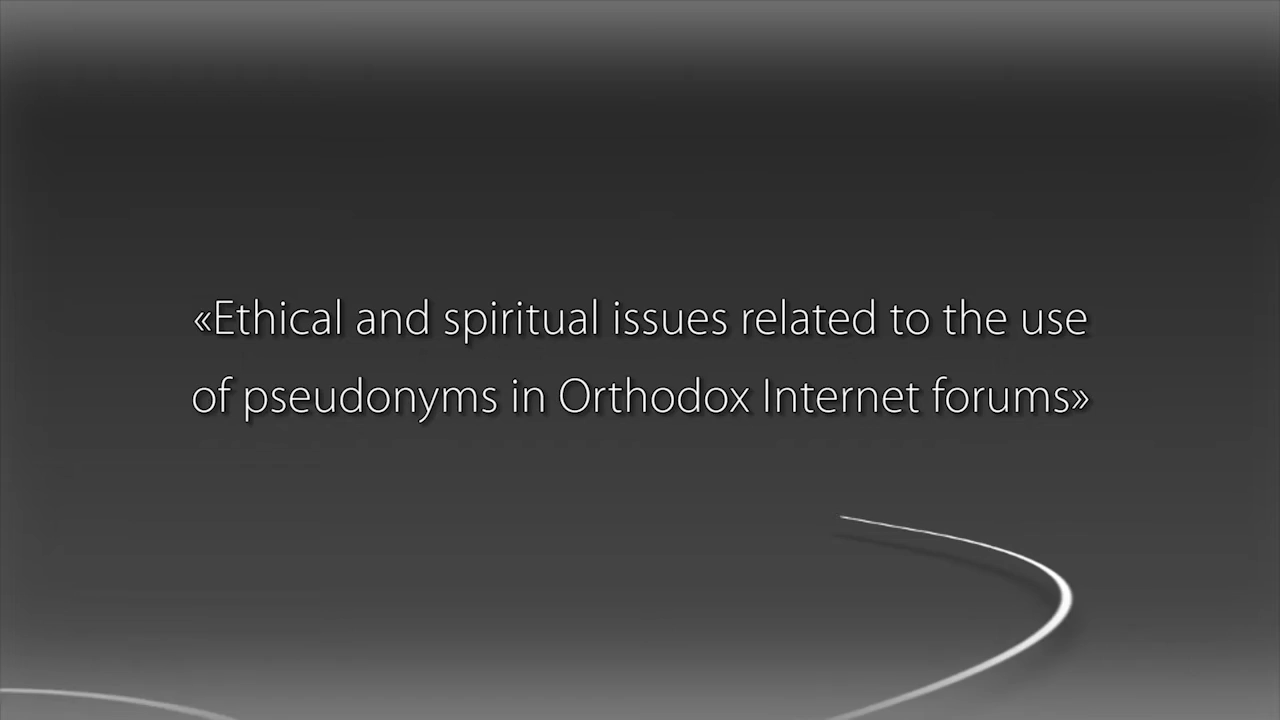 «Ethical and spiritual issues related to the use
of pseudonyms in Orthodox Internet forums»